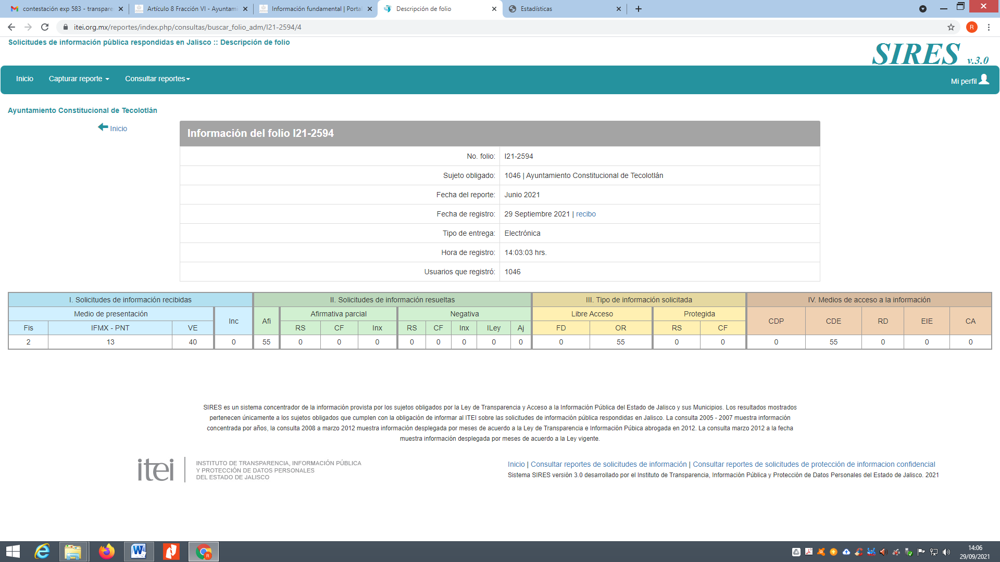 contestación exp 583 - transpare
Artículo 8 Fracción VI - Ayuntami
Información fundamental | Porta
Descripción de folio
Estadísticas
itei.org.mx/reportes/index.php/consultas/buscar_folio_adm/I21-2594/4
R
Solicitudes de información pública respondidas en Jalisco :: Descripción de folio
SIRES v.3.0
Inicio Capturar reporte Consultar reportes Mi perfil
Ayuntamiento Constitucional de Tecolotlán
Inicio
Información del folio I21-2594
No. folio: I21-2594
Sujeto obligado: 1046 | Ayuntamiento Constitucional de Tecolotlán
Fecha del reporte: Junio 2021
Fecha de registro: 29 Septiembre 2021 | recibo
Tipo de entrega: Electrónica
Hora de registro: 14:03:03 hrs.
Usuarios que registró: 1046
I. Solicitudes de información recibidas II. Solicitudes de información resueltas III. Tipo de información solicitada IV. Medios de acceso a la información
Medio de presentación Inc Afi Afirmativa parcial Negativa Libre Acceso Protegida CDP CDE RD EIE CA
Fis IFMX - PNT VE RS CF Inx RS CF Inx ILey Aj FD OR RS CF
2 13 40 0 55 0 0 0 0 0 0 0 0 0 55 0 0 0 55 0 0 0
SIRES es un sistema concentrador de la información provista por los sujetos obligados por la Ley de Transparencia y Acceso a la Información Pública del Estado de Jalisco y sus Municipios. Los resultados mostrados
pertenecen únicamente a los sujetos obligados que cumplen con la obligación de informar al ITEI sobre las solicitudes de información pública respondidas en Jalisco. La consulta 2005 - 2007 muestra información
concentrada por años, la consulta 2008 a marzo 2012 muestra información desplegada por meses de acuerdo a la Ley de Transparencia e Información Púbica abrogada en 2012. La consulta marzo 2012 a la fecha
muestra información desplegada por meses de acuerdo a la Ley vigente.
itei
INSTITUTO DE TRANSPARENCIA, INFORMACIÓN PÚBLICA
Y PROTECCIÓN DE DATOS PERSONALES
DEL ESTADO DE JALISCO
Inicio | Consultar reportes de solicitudes de información | Consultar reportes de solicitudes de protección de informacion confidencial
Sistema SIRES versión 3.0 desarrollado por el Instituto de Transparencia, Información Pública y Protección de Datos Personales del Estado de Jalisco. 2021
14:06
29/09/2021